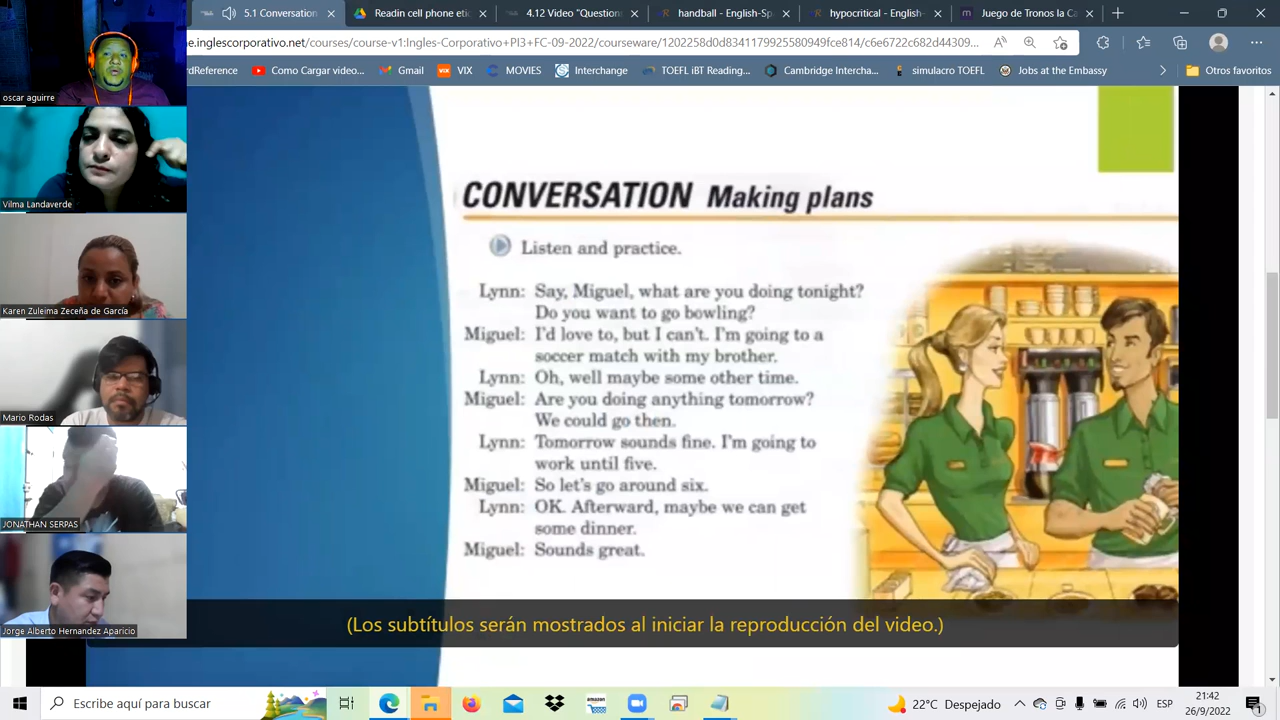 5.1 Conversation
Readin cell phone eti
4.12 Video "Question
handball - English-Sp
hypocritical - English-
Juego de Tronos la Ca
e.inglescorporativo.net/courses/course-v1:Ingles-Corporativo+PI3+FC-09-2022/courseware/1202258d0d8341179925580949fce814/c6e6722c682d44309...
rdReference
Como Cargar video...
Gmail
VIX
MOVIES
Interchange
TOEFL iBT Reading...
Cambridge Intercha...
simulacro TOEFL
Jobs at the Embassy
Otros favoritos
oscar aguirre
Vilma Landaverde
Karen Zuleima Zeceña de García
Mario Rodas
JONATHAN SERPAS
Jorge Alberto Hernandez Aparicio
CONVERSATION Making plans
Listen and practice.
Lynn: Say, Miguel, what are you doing tonight?
Do you want to go bowling?
Miguel: I'd love to, but I can't. I'm going to a
soccer match with my brother.
Lynn: Oh, well maybe some other time.
Miguel: Are you doing anything tomorrow?
We could go then.
Lynn: Tomorrow sounds fine. I'm going to
work until five.
Miguel: So let's go around six.
Lynn: OK. Afterward, maybe we can get
some dinner.
Miguel: Sounds great.
(Los subtítulos serán mostrados al iniciar la reproducción del video.)
Escribe aquí para buscar
22°C Despejado
ESP
21:42
26/9/2022